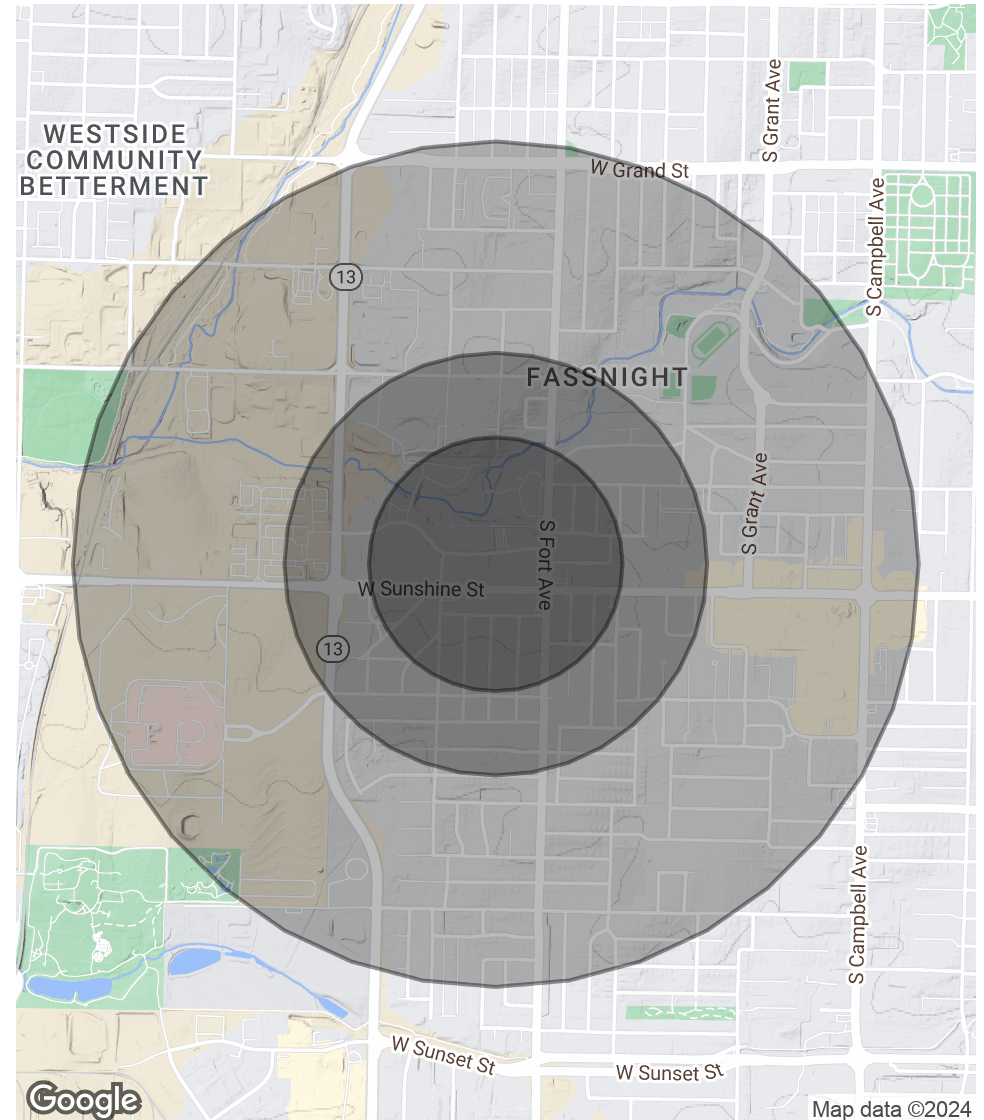 S Grant Ave
WESTSIDE
COMMUNITY
BETTERMENT
W Grand St
S Campbell Ave
13
FASSNIGHT
S Grant Ave
S Fort Ave
W Sunshine St
13
S Campbell Ave
W Sunset St
W Sunset St
Google
Map data ©2024